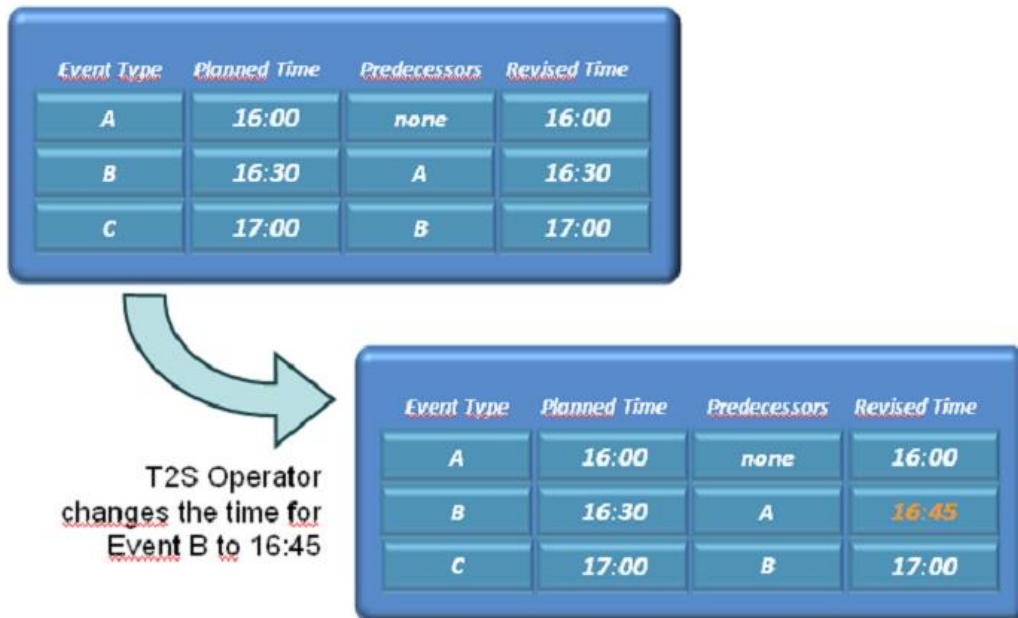 Event Type Planned Time Predecessors Revised Time
A 16:00 none 16:00
B 16:30 A 16:30
C 17:00 B 17:00
T2S Operator
changes the time for
Event B to 16:45
Event Type Planned Time Predecessors Revised Time
A 16:00 none 16:00
B 16:30 A 16:45
C 17:00 B 17:00